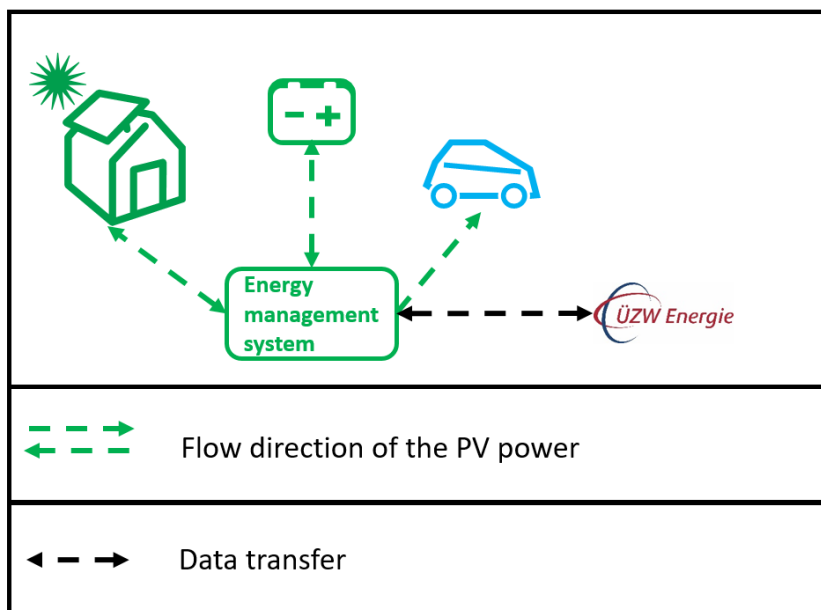 Energy
management
system
ÜZW Energie
Flow direction of the PV power
Data transfer